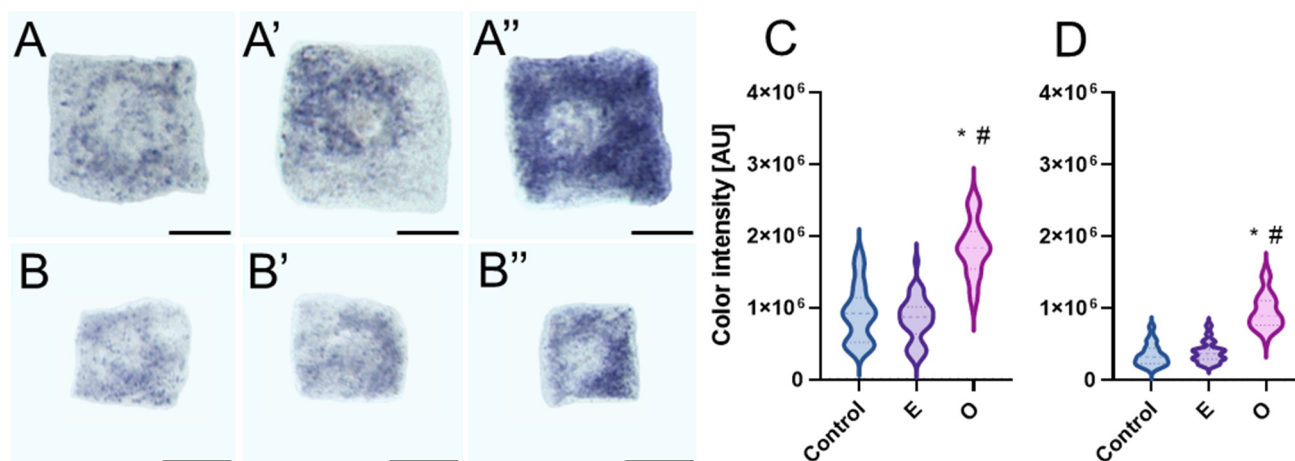 A
A’
A”
B
B’
B”
C
Color intensity [AU]
4×10⁶
3×10⁶
2×10⁶
1×10⁶
0
* #
Control
E
O
D
4×10⁶
3×10⁶
2×10⁶
1×10⁶
0
* #
Control
E
O